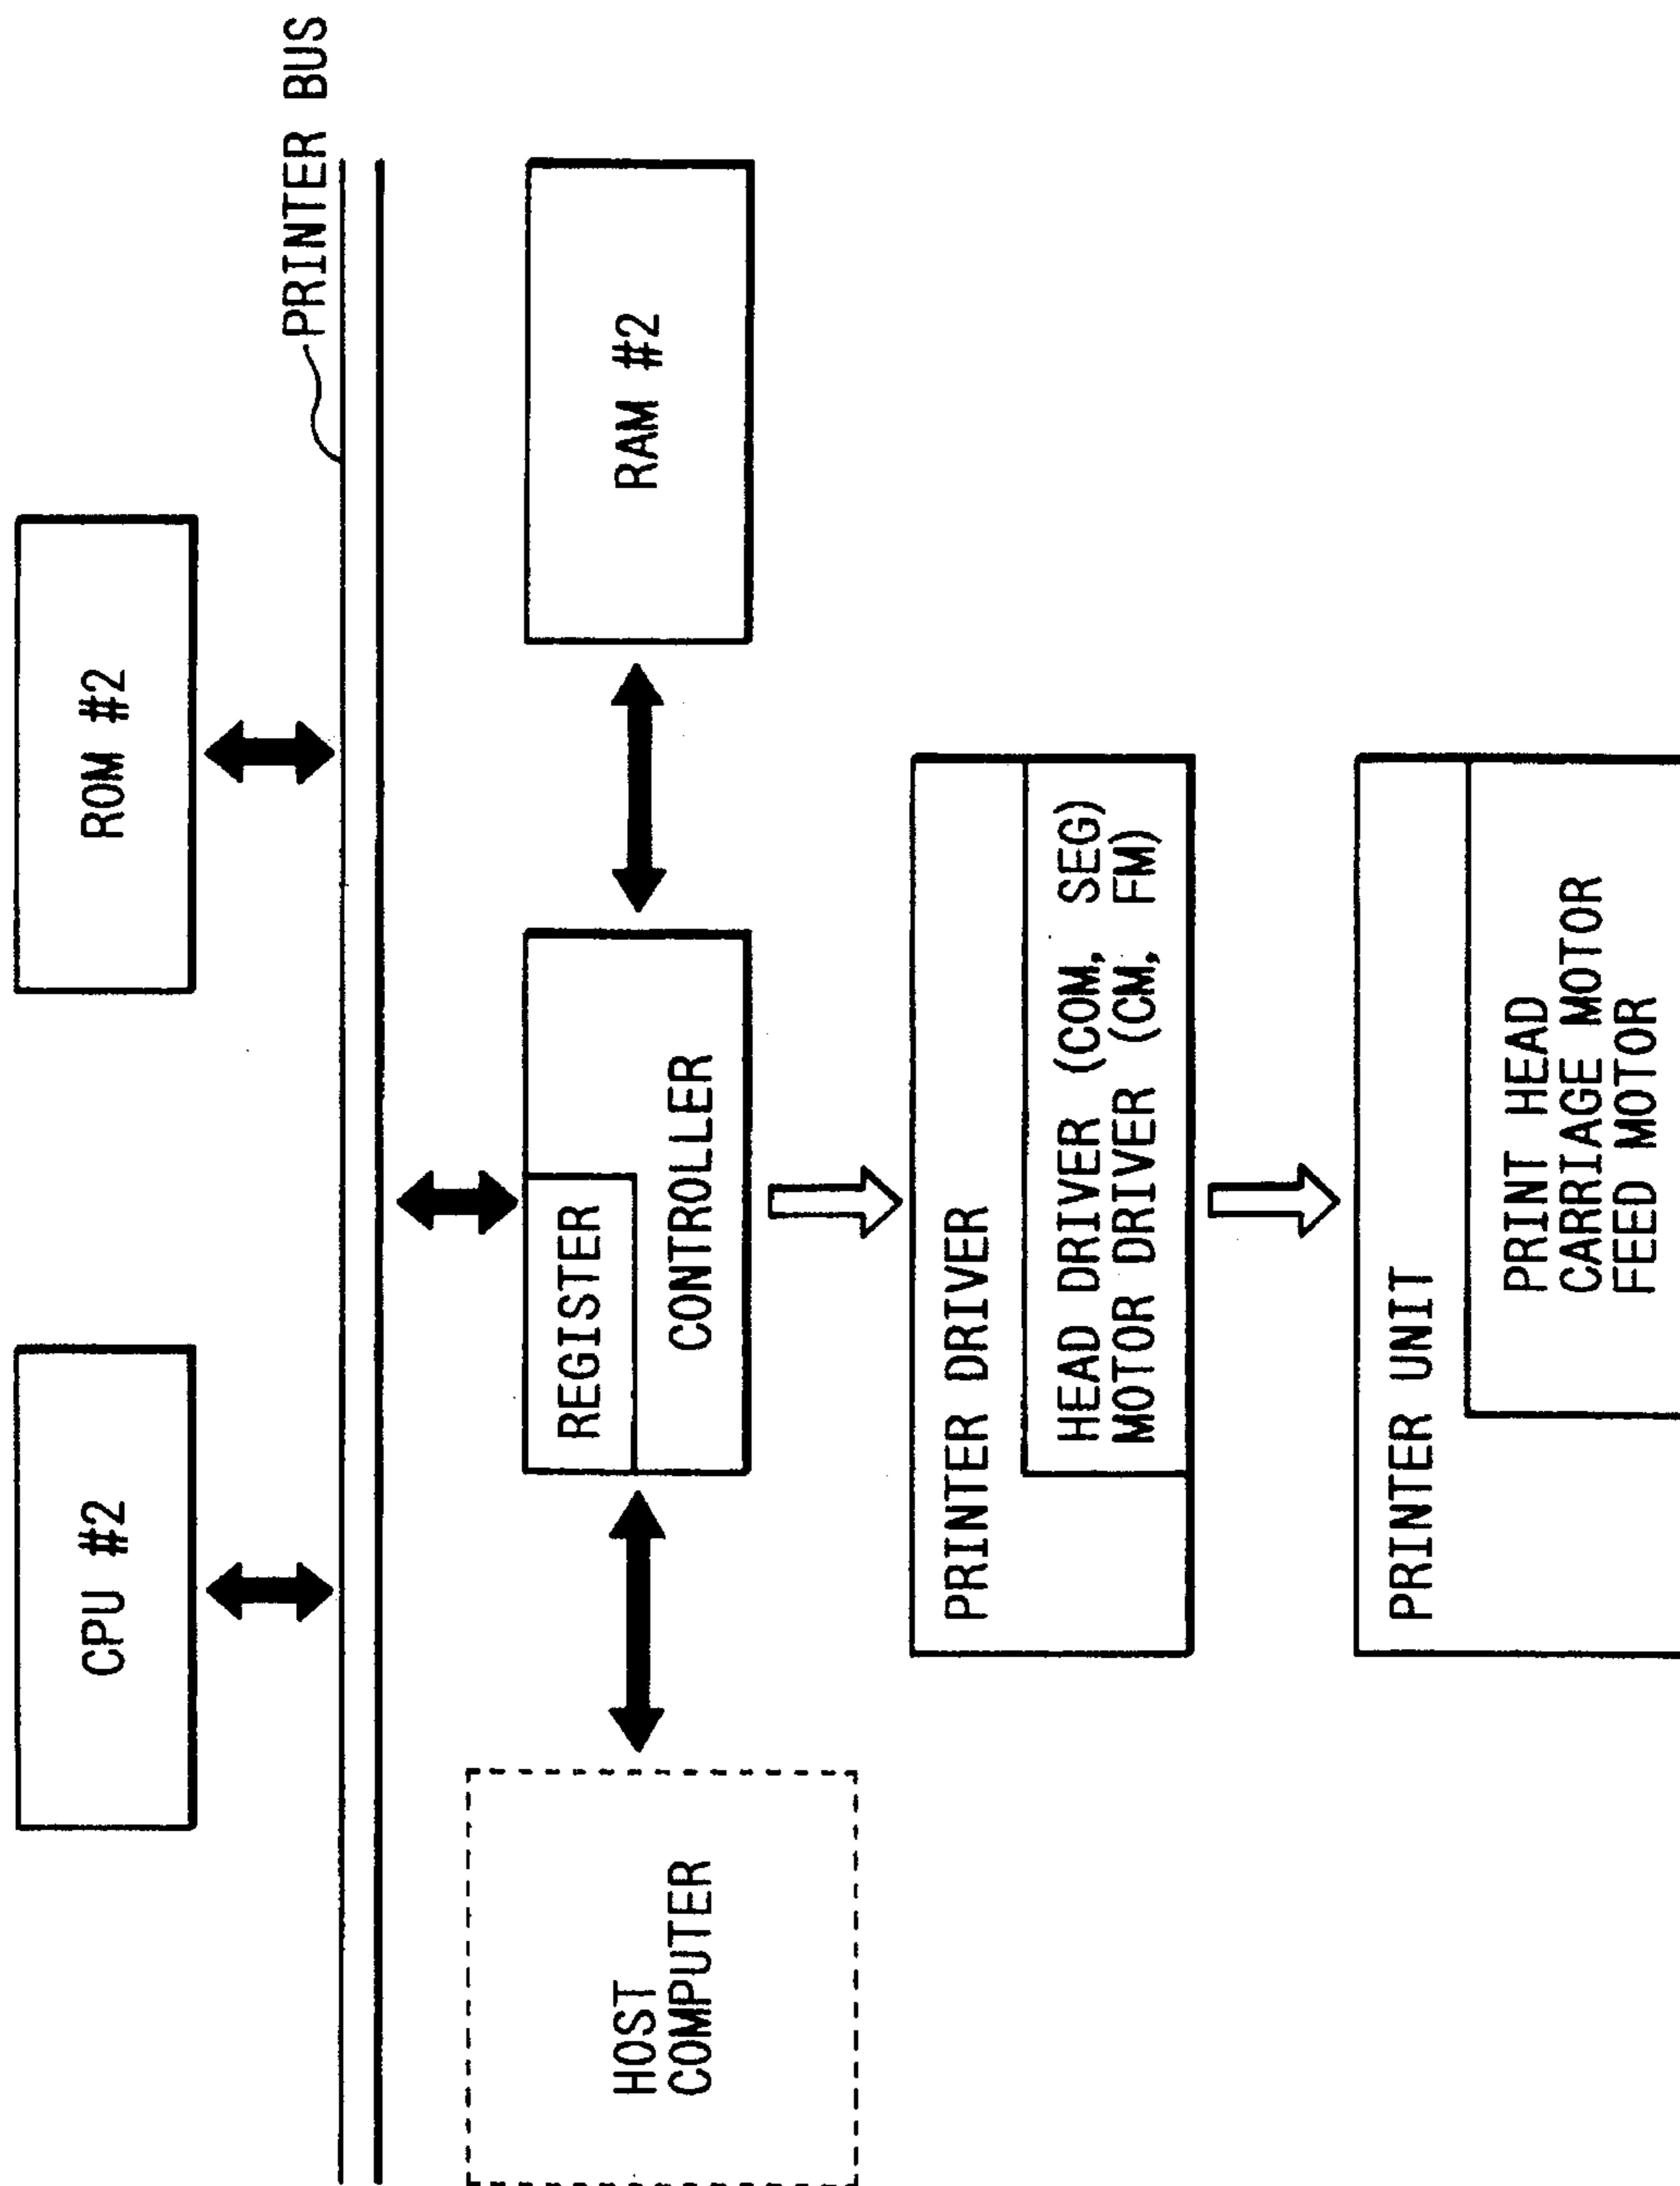 CPU #2
ROM #2
PRINTER BUS
HOST
COMPUTER
REGISTER
CONTROLLER
RAM #2
PRINTER DRIVER
HEAD DRIVER (COM, SEG)
MOTOR DRIVER (CM, FM)
PRINTER UNIT
PRINT HEAD
CARRIAGE MOTOR
FEED MOTOR